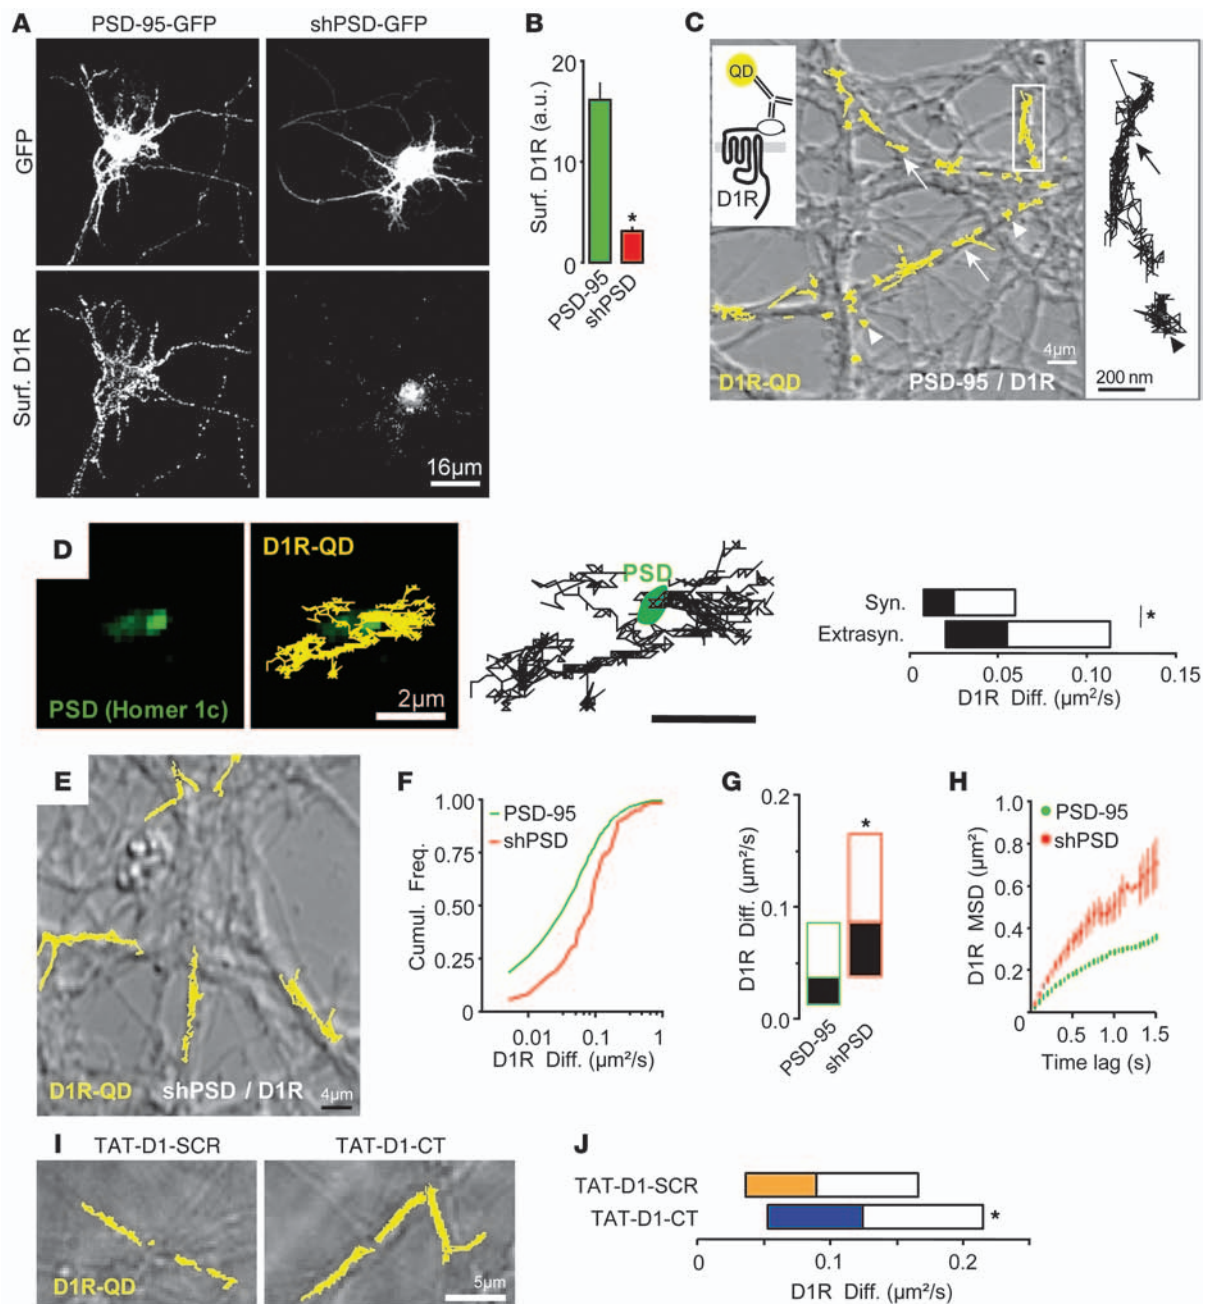 A
PSD-95-GFP
shPSD-GFP
GFP
Surf. D1R
16µm
B
Surf. D1R (a.u.)
20
10
0
*
PSD-95
shPSD
C
QD
D1R
D1R-QD
PSD-95 / D1R
4µm
200 nm
D
PSD (Homer 1c)
D1R-QD
2µm
PSD
Syn.
Extrasyn.
*
0
0.05
0.10
0.15
D1R Diff. (µm²/s)
E
D1R-QD
shPSD / D1R
4µm
F
Cumul. Freq.
1.00
0.75
0.50
0.25
0
PSD-95
shPSD
0.01
0.1
1
D1R Diff. (µm²/s)
G
D1R Diff. (µm²/s)
0.2
0.1
0.0
*
PSD-95
shPSD
H
D1R MSD (µm²)
1.0
0.8
0.6
0.4
0.2
0
PSD-95
shPSD
0.5
1.0
1.5
Time lag (s)
I
TAT-D1-SCR
TAT-D1-CT
D1R-QD
5µm
J
TAT-D1-SCR
TAT-D1-CT
*
0
0.1
0.2
D1R Diff. (µm²/s)